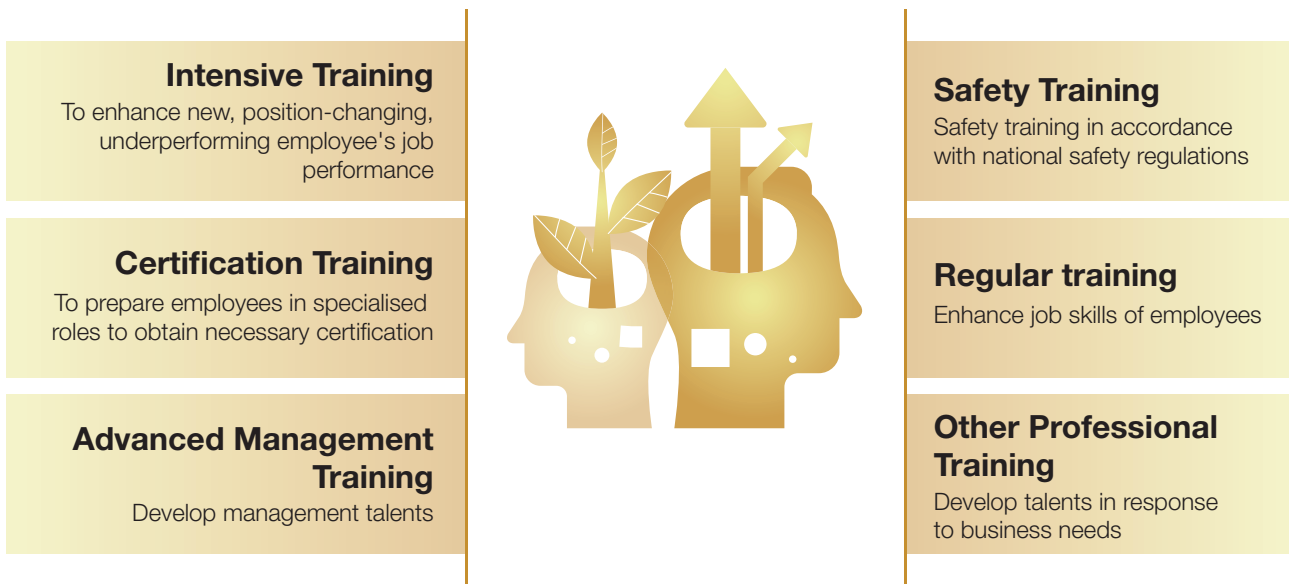 Intensive Training
To enhance new, position-changing,
underperforming employee's job
performance
Certification Training
To prepare employees in specialised
roles to obtain necessary certification
Advanced Management
Training
Develop management talents
Safety Training
Safety training in accordance
with national safety regulations
Regular training
Enhance job skills of employees
Other Professional
Training
Develop talents in response
to business needs